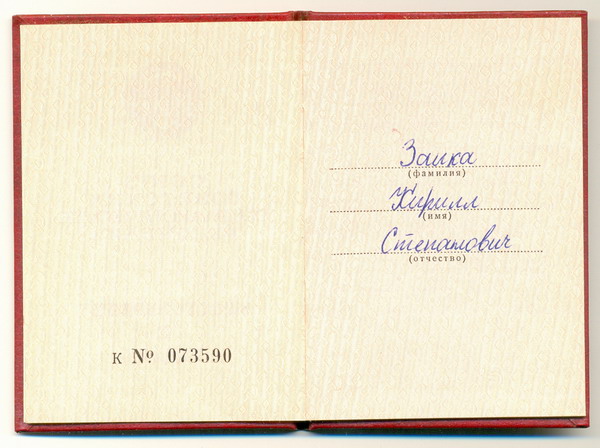 к № 073590
Заика
(фамилия)
Кирилл
(имя)
Степанович
(отчество)